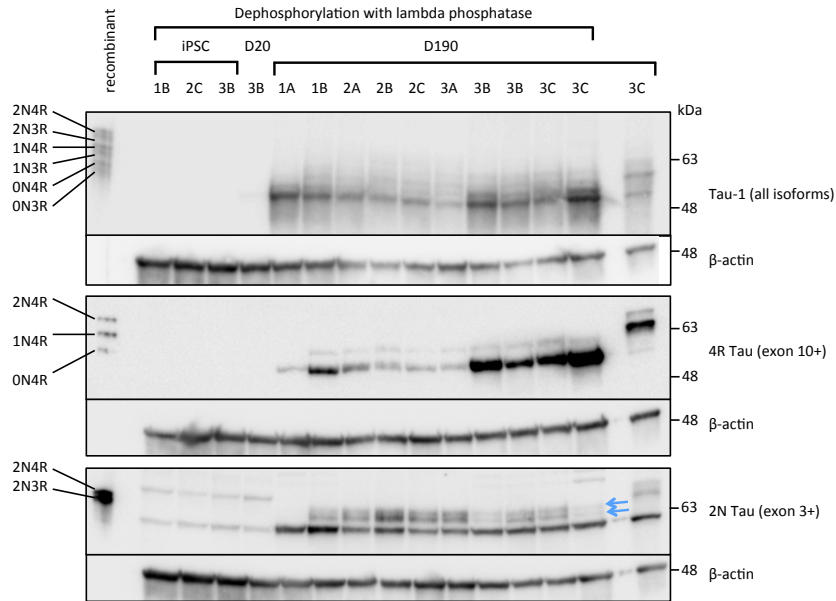 Dephosphorylation with lambda phosphatase
recombinant
iPSC D20 D190
1B 2C 3B 3B 1A 1B 2A 2B 2C 3A 3B 3B 3C 3C 3C
kDa
2N4R
2N3R
1N4R
1N3R
0N4R
0N3R
63
48
Tau-1 (all isoforms)
48
β-actin
2N4R
1N4R
0N4R
63
48
4R Tau (exon 10+)
48
β-actin
2N4R
2N3R
63
2N Tau (exon 3+)
48
β-actin